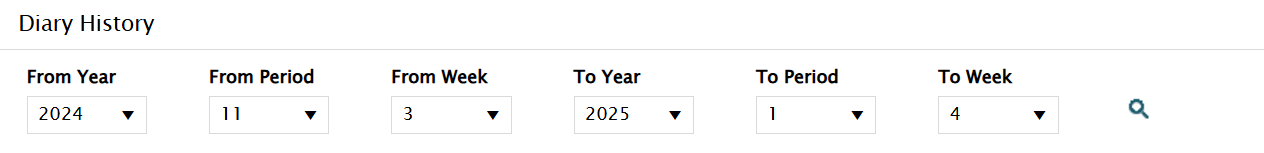 Diary History
From Year From Period From Week To Year To Period To Week
2024 11 3 2025 1 4